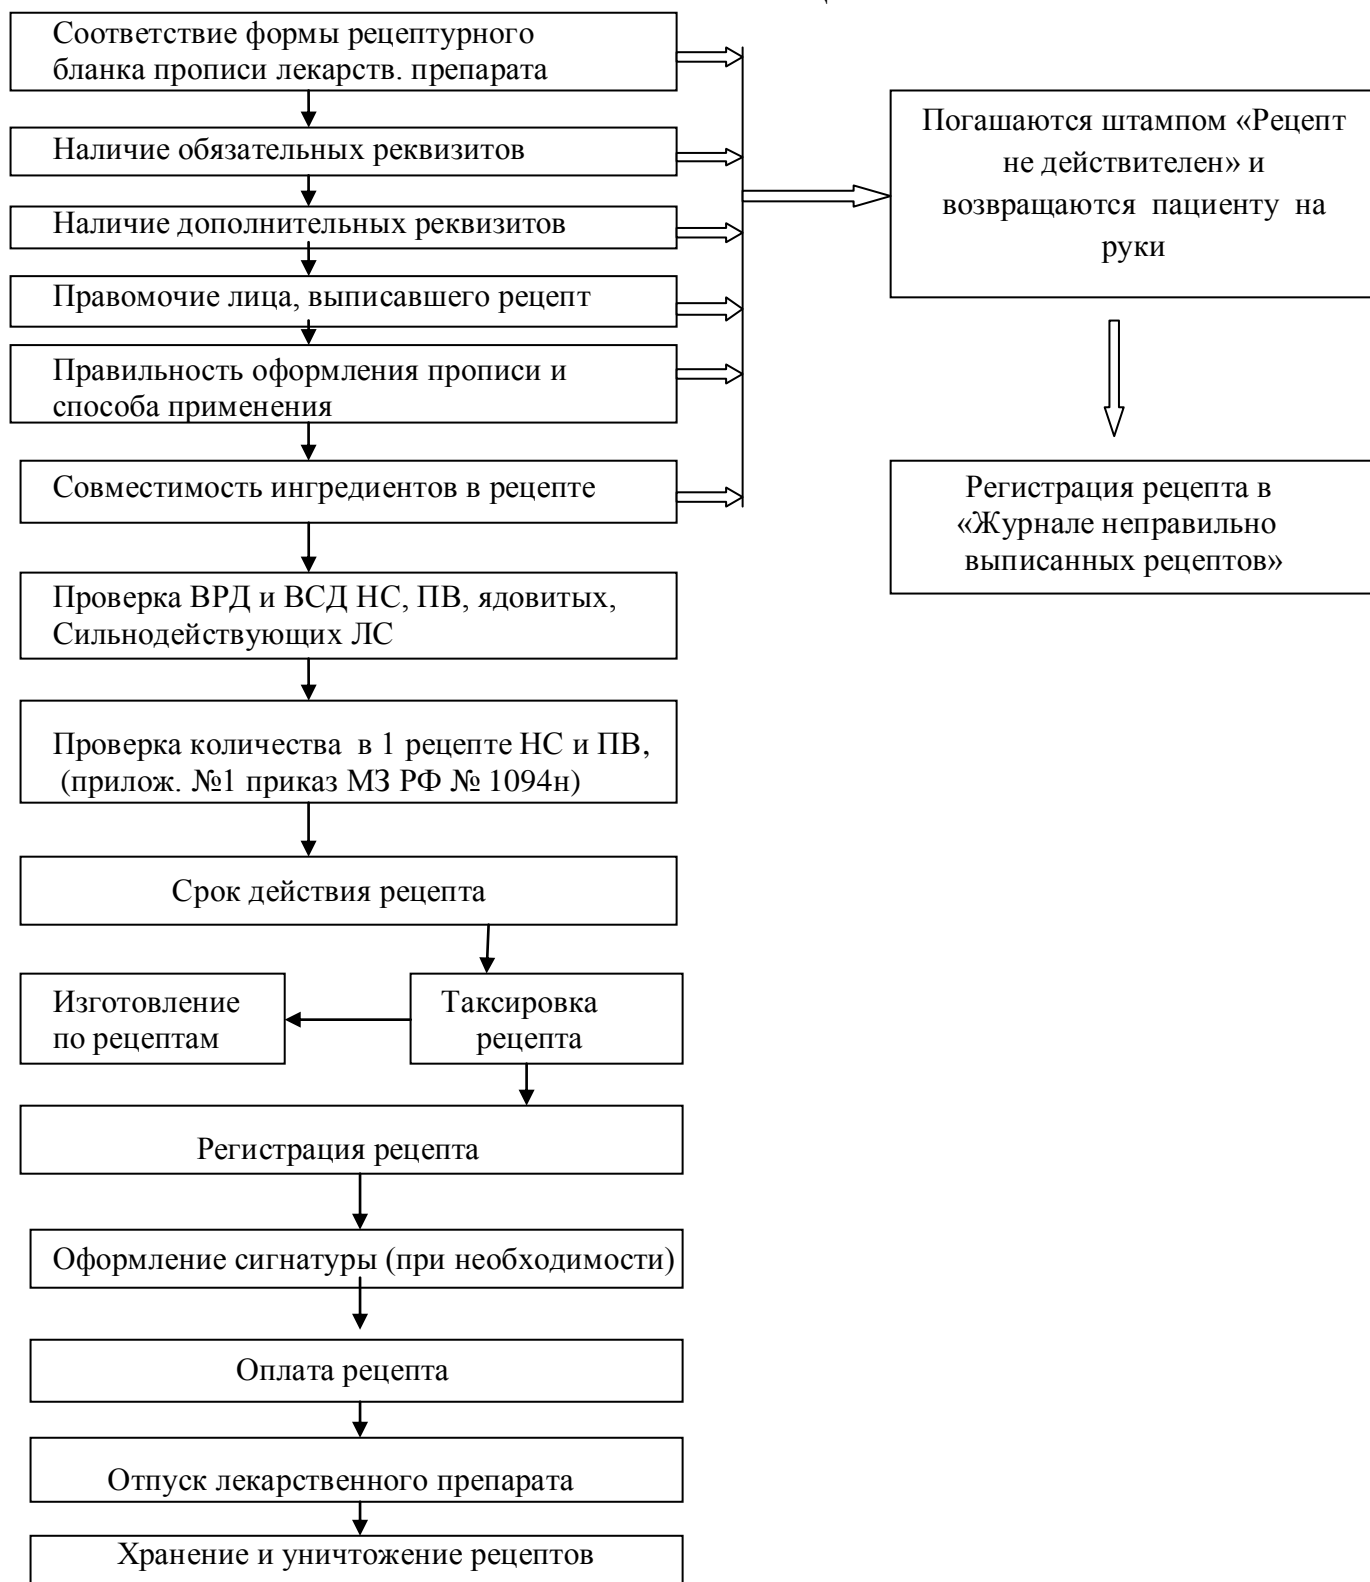 Соответствие формы рецептурного
бланка прописи лекарств. препарата
Наличие обязательных реквизитов
Наличие дополнительных реквизитов
Правомочие лица, выписавшего рецепт
Правильность оформления прописи и
способа применения
Совместимость ингредиентов в рецепте
Погашаются штампом «Рецепт
не действителен» и
возвращаются пациенту на
руки
Регистрация рецепта в
«Журнале неправильно
выписанных рецептов»
Проверка ВРД и ВСД НС, ПВ, ядовитых,
Сильнодействующих ЛС
Проверка количества в 1 рецепте НС и ПВ,
(прилож. №1 приказ МЗ РФ № 1094н)
Срок действия рецепта
Изготовление
по рецептам
Таксировка
рецепта
Регистрация рецепта
Оформление сигнатуры (при необходимости)
Оплата рецепта
Отпуск лекарственного препарата
Хранение и уничтожение рецептов